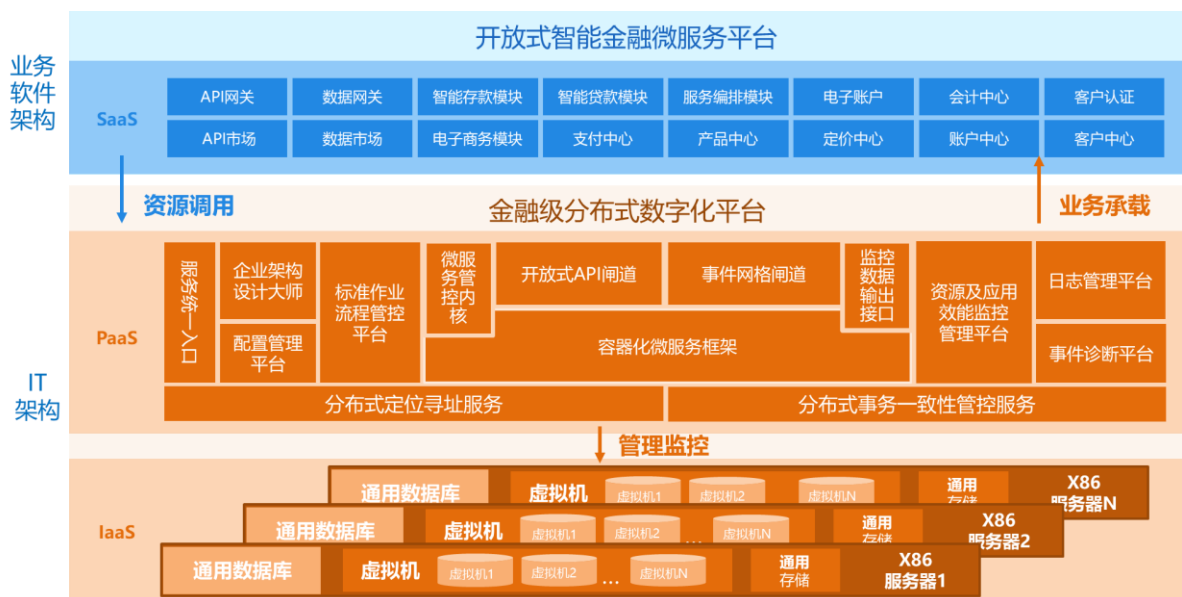 开放式智能金融微服务平台
业务
软件
架构
SaaS
API网关
数据网关
智能存款模块
智能贷款模块
服务编排模块
电子账户
会计中心
客户认证
API市场
数据市场
电子商务模块
支付中心
产品中心
定价中心
账户中心
客户中心
资源调用
金融级分布式数字化平台
业务承载
IT
架构
PaaS
服务统一入口
企业架构
设计大师
配置管理
平台
标准作业
流程管控
平台
微服
务管
控内
核
开放式API闸道
事件网格闸道
监控
数据
输出
接口
容器化微服务框架
资源及应用
效能监控
管理平台
日志管理平台
事件诊断平台
分布式定位寻址服务
分布式事务一致性管控服务
管理监控
IaaS
通用数据库
虚拟机
虚拟机1
虚拟机2
虚拟机N
通用
存储
X86
服务器N
通用数据库
虚拟机
虚拟机1
虚拟机2
...
虚拟机N
通用
存储
X86
服务器2
通用数据库
虚拟机
虚拟机1
虚拟机2
...
虚拟机N
通用
存储
X86
服务器1